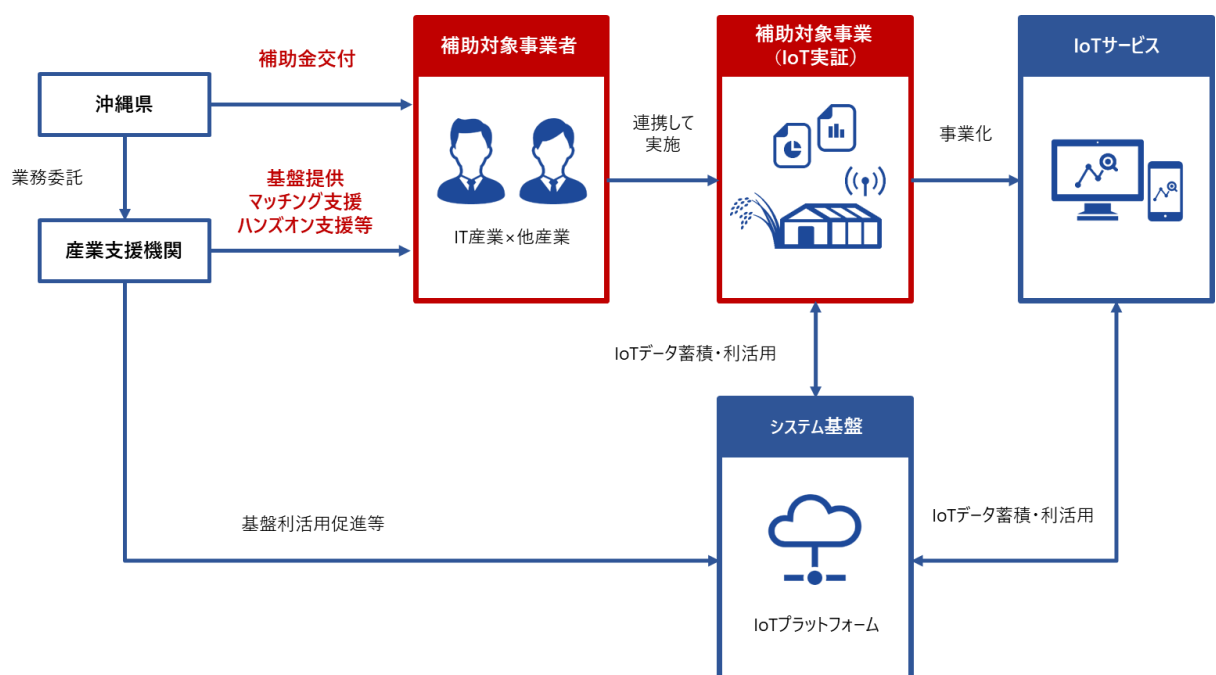 補助対象事業者
補助対象事業
（IoT実証）
IoTサービス
補助金交付
沖縄県
連携して
実施
事業化
業務委託
基盤提供
マッチング支援
ハンズオン支援等
産業支援機関
IT産業×他産業
IoTデータ蓄積・利活用
システム基盤
基盤利活用促進等
IoTデータ蓄積・利活用
IoTプラットフォーム